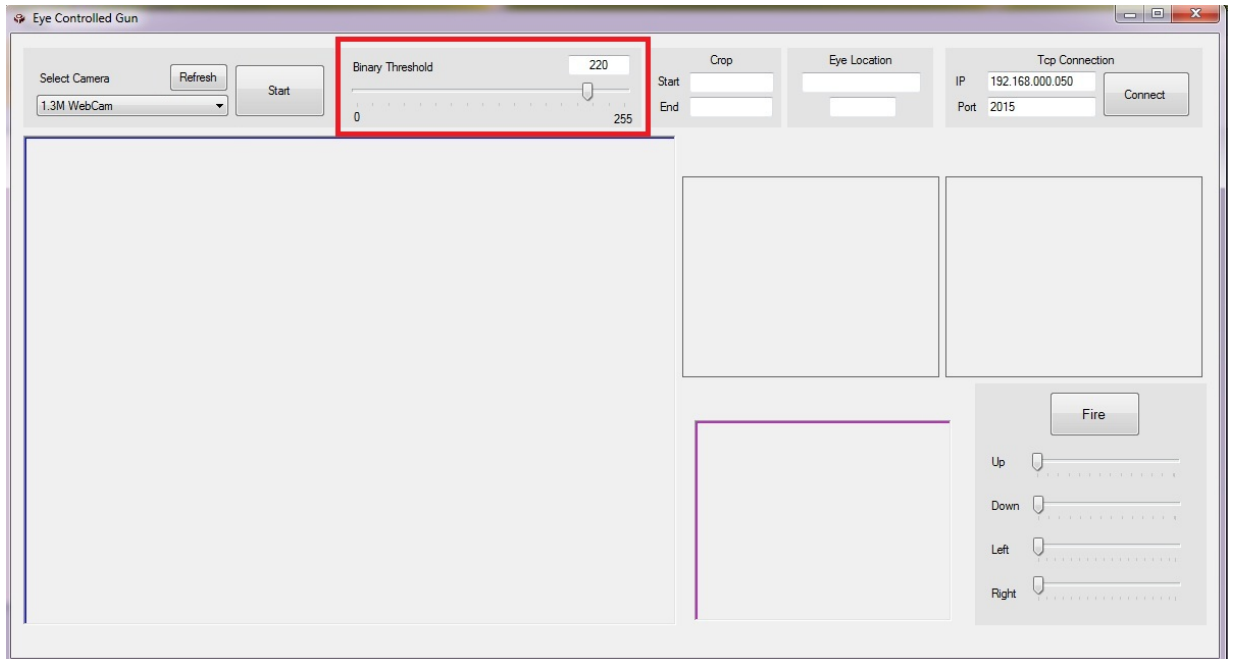 Eye Controlled Gun
Select Camera
Refresh
Start
1.3M WebCam
Binary Threshold
220
0
255
Crop
Start
End
Eye Location
Tcp Connection
IP
192.168.000.050
Port
2015
Connect
Fire
Up
Down
Left
Right